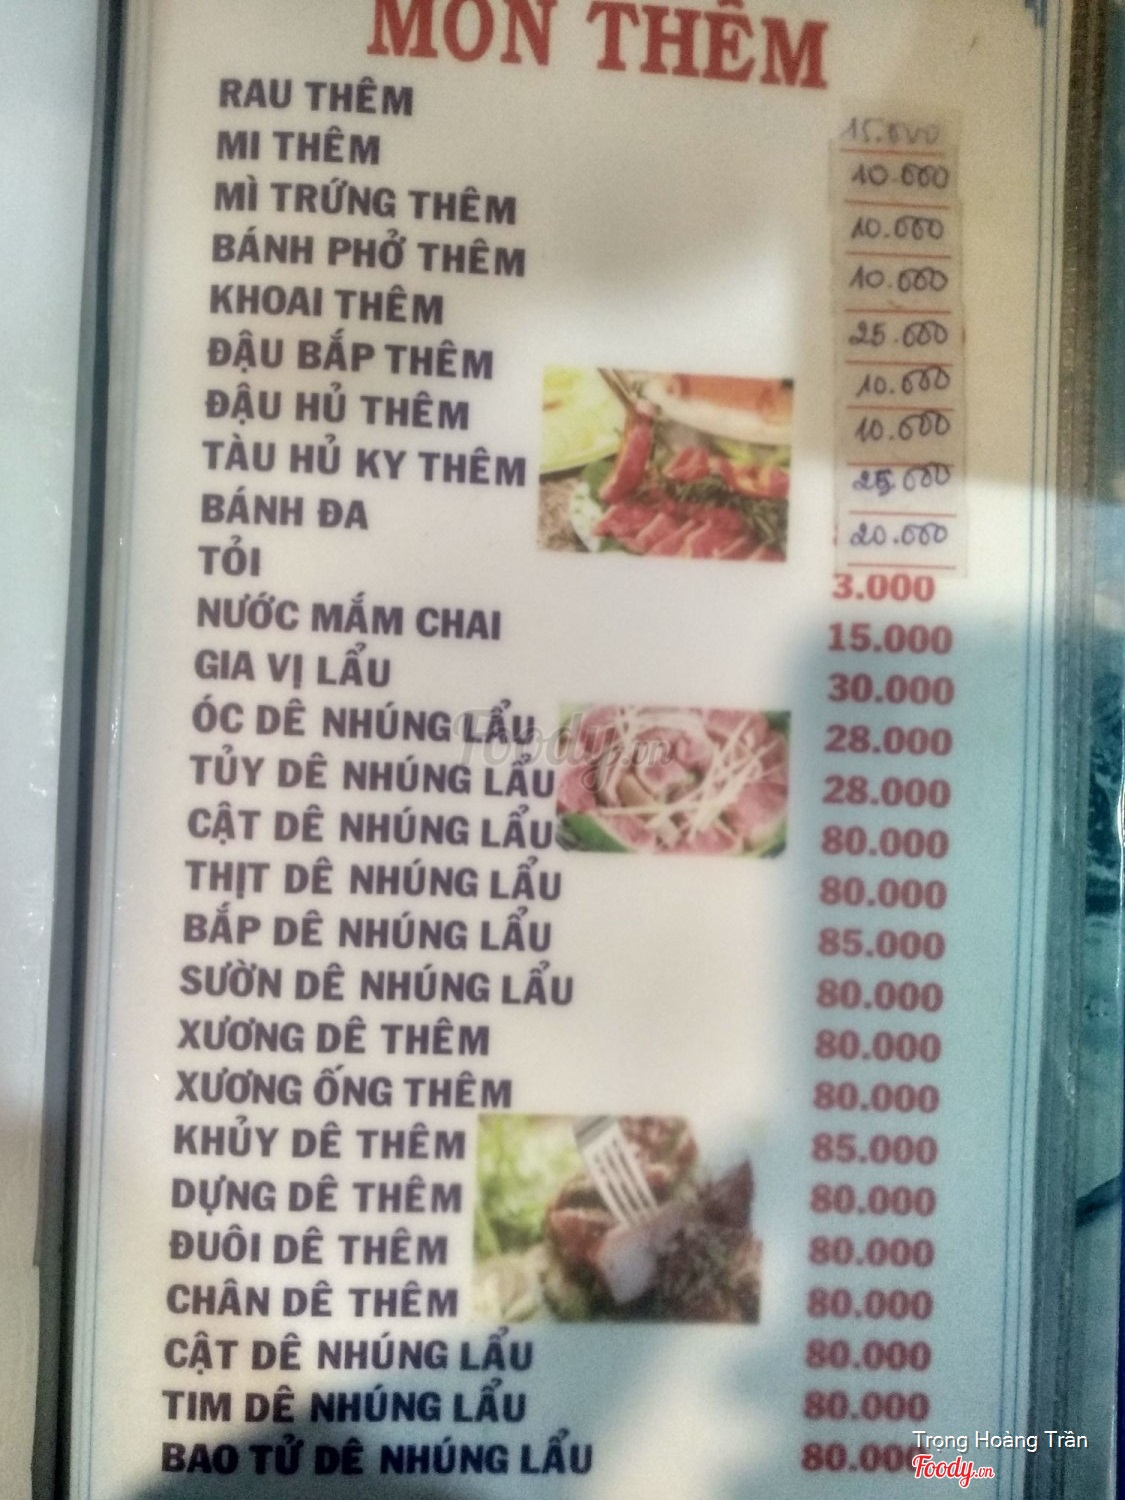 MÓN THÊM
RAU THÊM 15.000
MI THÊM 10.000
MÌ TRỨNG THÊM 10.000
BÁNH PHỞ THÊM 10.000
KHOAI THÊM 25.000
ĐẬU BẮP THÊM 10.000
ĐẬU HỦ THÊM 10.000
TÀU HỦ KY THÊM 25.000
BÁNH ĐA 20.000
TỎI 3.000
NƯỚC MẮM CHAI 15.000
GIA VỊ LẨU 30.000
ÓC DÊ NHÚNG LẨU 28.000
TỦY DÊ NHÚNG LẨU 28.000
CẬT DÊ NHÚNG LẨU 80.000
THỊT DÊ NHÚNG LẨU 80.000
BẮP DÊ NHÚNG LẨU 85.000
SƯỜN DÊ NHÚNG LẨU 80.000
XƯƠNG DÊ THÊM 80.000
XƯƠNG ỐNG THÊM 80.000
KHỦY DÊ THÊM 85.000
DỰNG DÊ THÊM 80.000
ĐUÔI DÊ THÊM 80.000
CHÂN DÊ THÊM 80.000
CẬT DÊ NHÚNG LẨU 80.000
TIM DÊ NHÚNG LẨU 80.000
BAO TỬ DÊ NHÚNG LẨU 80.000
Foody.vn
Trọng Hoàng Trần
Foody.vn